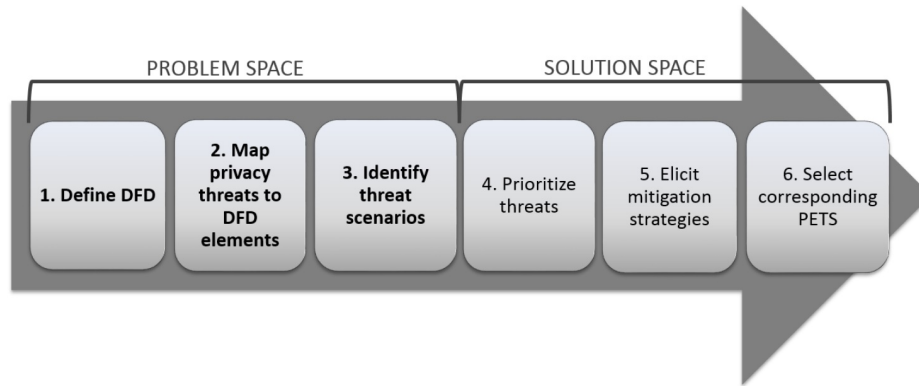 PROBLEM SPACE
SOLUTION SPACE
1. Define DFD
2. Map
privacy
threats to
DFD
elements
3. Identify
threat
scenarios
4. Prioritize
threats
5. Elicit
mitigation
strategies
6. Select
corresponding
PETS